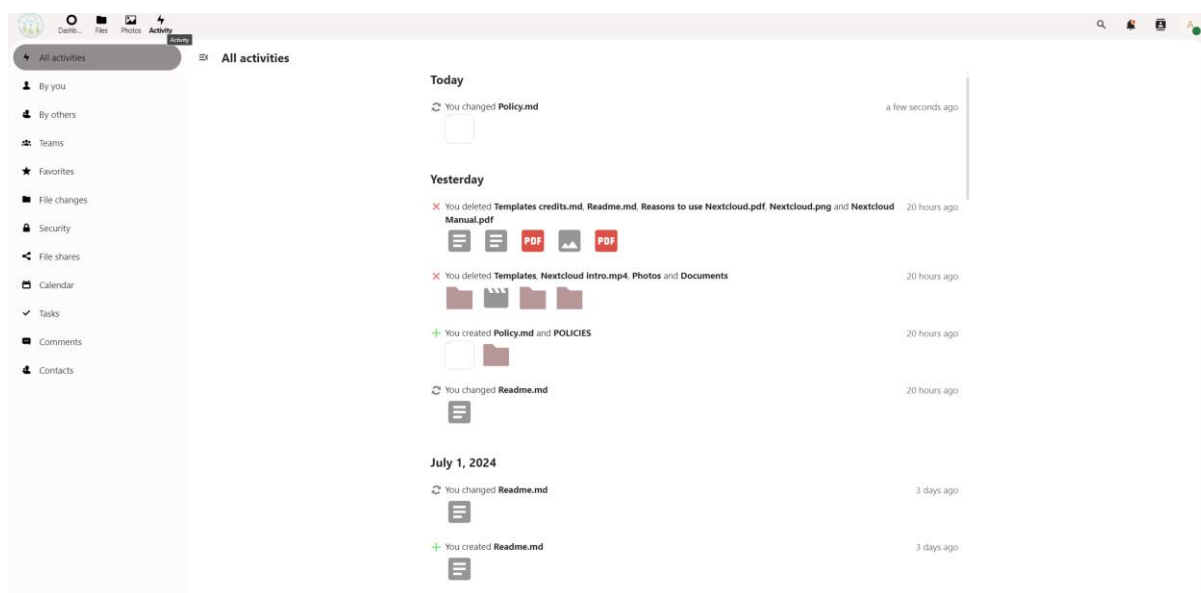 Dashb... Files Photos Activity
Activity
All activities
By you
By others
Teams
Favorites
File changes
Security
File shares
Calendar
Tasks
Comments
Contacts
All activities
Today
You changed Policy.md a few seconds ago
Yesterday
You deleted Templates credits.md, Readme.md, Reasons to use Nextcloud.pdf, Nextcloud.png and Nextcloud 20 hours ago
Manual.pdf
PDF PDF
You deleted Templates, Nextcloud intro.mp4, Photos and Documents 20 hours ago
You created Policy.md and POLICIES 20 hours ago
You changed Readme.md 20 hours ago
July 1, 2024
You changed Readme.md 3 days ago
You created Readme.md 3 days ago
A